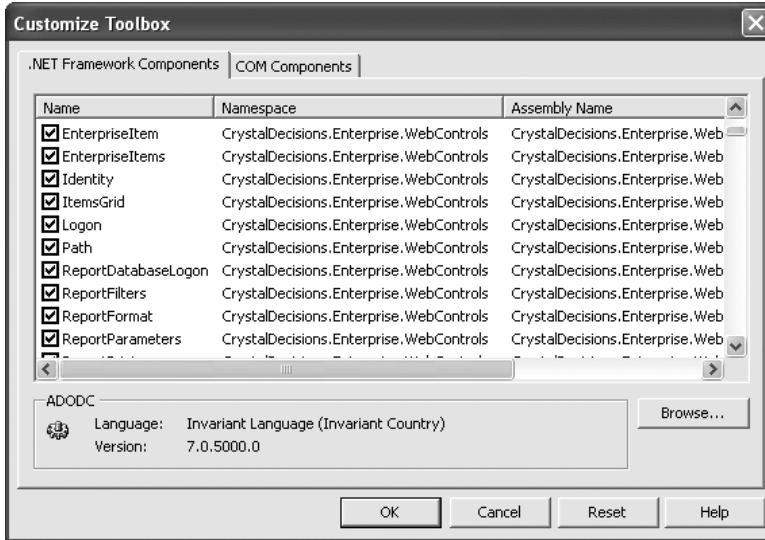 Customize Toolbox
.NET Framework Components COM Components
Name Namespace Assembly Name
EnterpriseItem CrystalDecisions.Enterprise.WebControls CrystalDecisions.Enterprise.Web
EnterpriseItems CrystalDecisions.Enterprise.WebControls CrystalDecisions.Enterprise.Web
Identity CrystalDecisions.Enterprise.WebControls CrystalDecisions.Enterprise.Web
ItemsGrid CrystalDecisions.Enterprise.WebControls CrystalDecisions.Enterprise.Web
Logon CrystalDecisions.Enterprise.WebControls CrystalDecisions.Enterprise.Web
Path CrystalDecisions.Enterprise.WebControls CrystalDecisions.Enterprise.Web
ReportDatabaseLogon CrystalDecisions.Enterprise.WebControls CrystalDecisions.Enterprise.Web
ReportFilters CrystalDecisions.Enterprise.WebControls CrystalDecisions.Enterprise.Web
ReportFormat CrystalDecisions.Enterprise.WebControls CrystalDecisions.Enterprise.Web
ReportParameters CrystalDecisions.Enterprise.WebControls CrystalDecisions.Enterprise.Web
ADODC
Browse...
Language: Invariant Language (Invariant Country)
Version: 7.0.5000.0
OK Cancel Reset Help